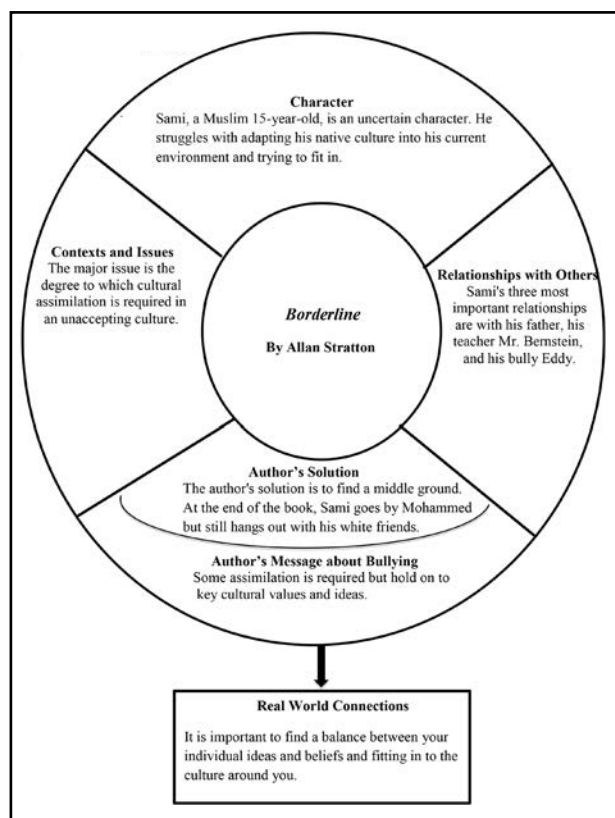 Character
Sami, a Muslim 15-year-old, is an uncertain character. He
struggles with adapting his native culture into his current
environment and trying to fit in.
Contexts and Issues
The major issue is the
degree to which cultural
assimilation is required in
an unaccepting culture.
Borderline
By Allan Stratton
Relationships with Others
Sami's three most
important relationships
are with his father, his
teacher Mr. Bernstein,
and his bully Eddy.
Author's Solution
The author's solution is to find a middle ground.
At the end of the book, Sami goes by Mohammed
but still hangs out with his white friends.
Author's Message about Bullying
Some assimilation is required but hold on to
key cultural values and ideas.
Real World Connections
It is important to find a balance between your
individual ideas and beliefs and fitting in to the
culture around you.